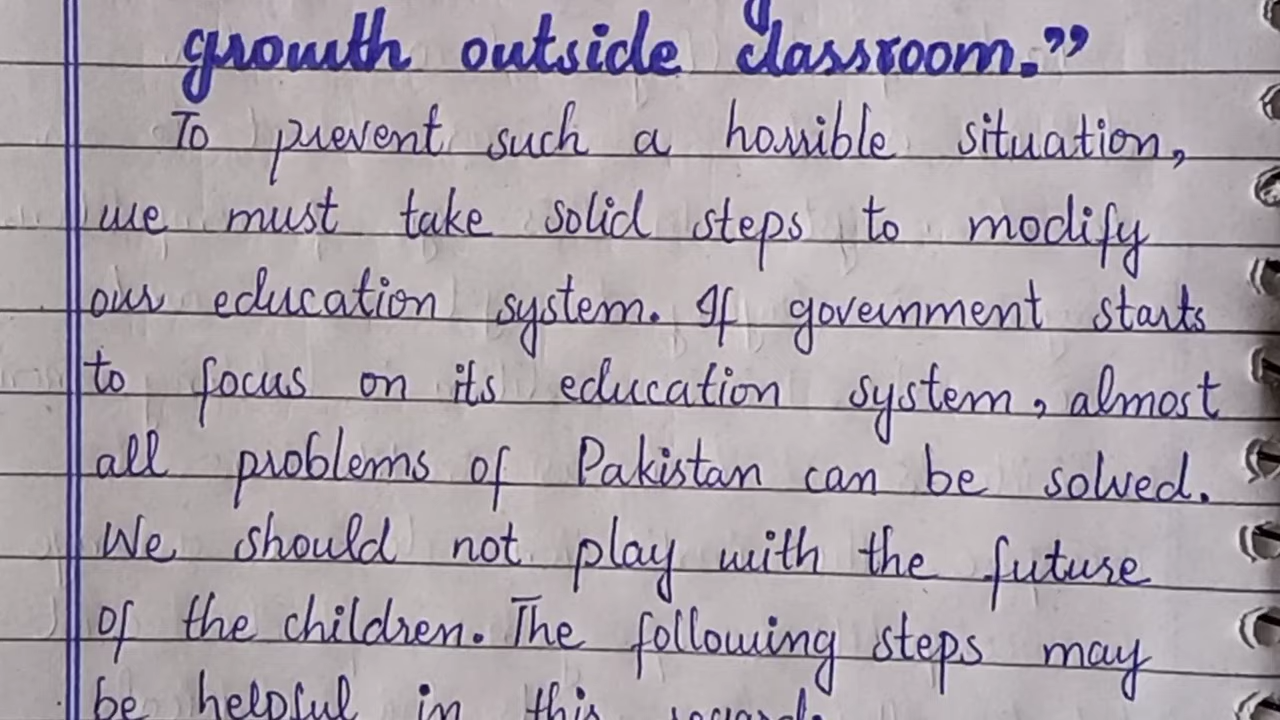 growth outside classroom.”
To prevent such a horrible situation,
we must take solid steps to modify
our education system. If government starts
to focus on its education system, almost
all problems of Pakistan can be solved.
We should not play with the future
of the children. The following steps may
be helpful in this regard.